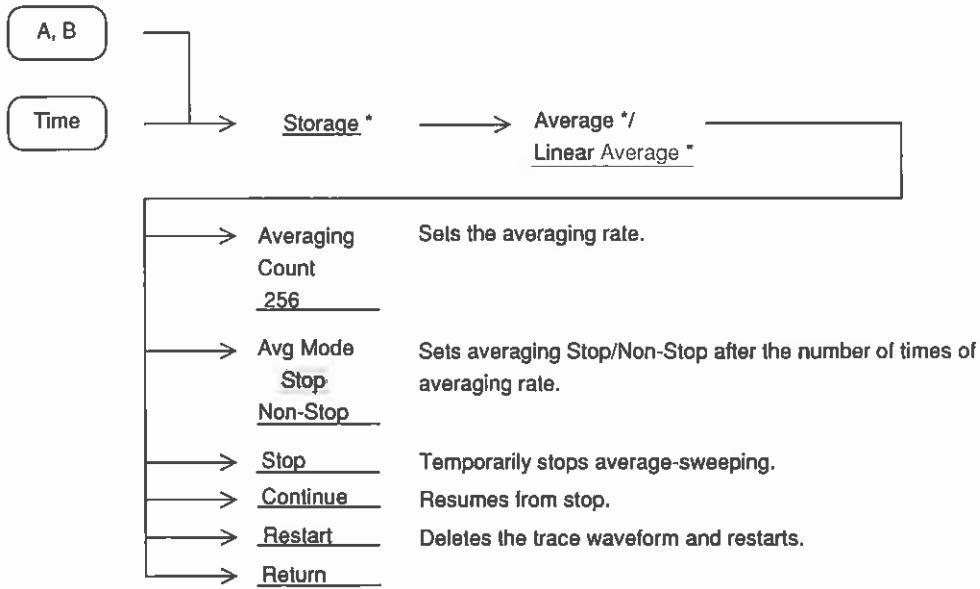 A, B
Time
Storage *
Average */
Linear Average *
Averaging
Count
256
Sets the averaging rate.
Avg Mode
Stop
Non-Stop
Sets averaging Stop/Non-Stop after the number of times of
averaging rate.
Stop
Temporarily stops average-sweeping.
Continue
Resumes from stop.
Restart
Deletes the trace waveform and restarts.
Return